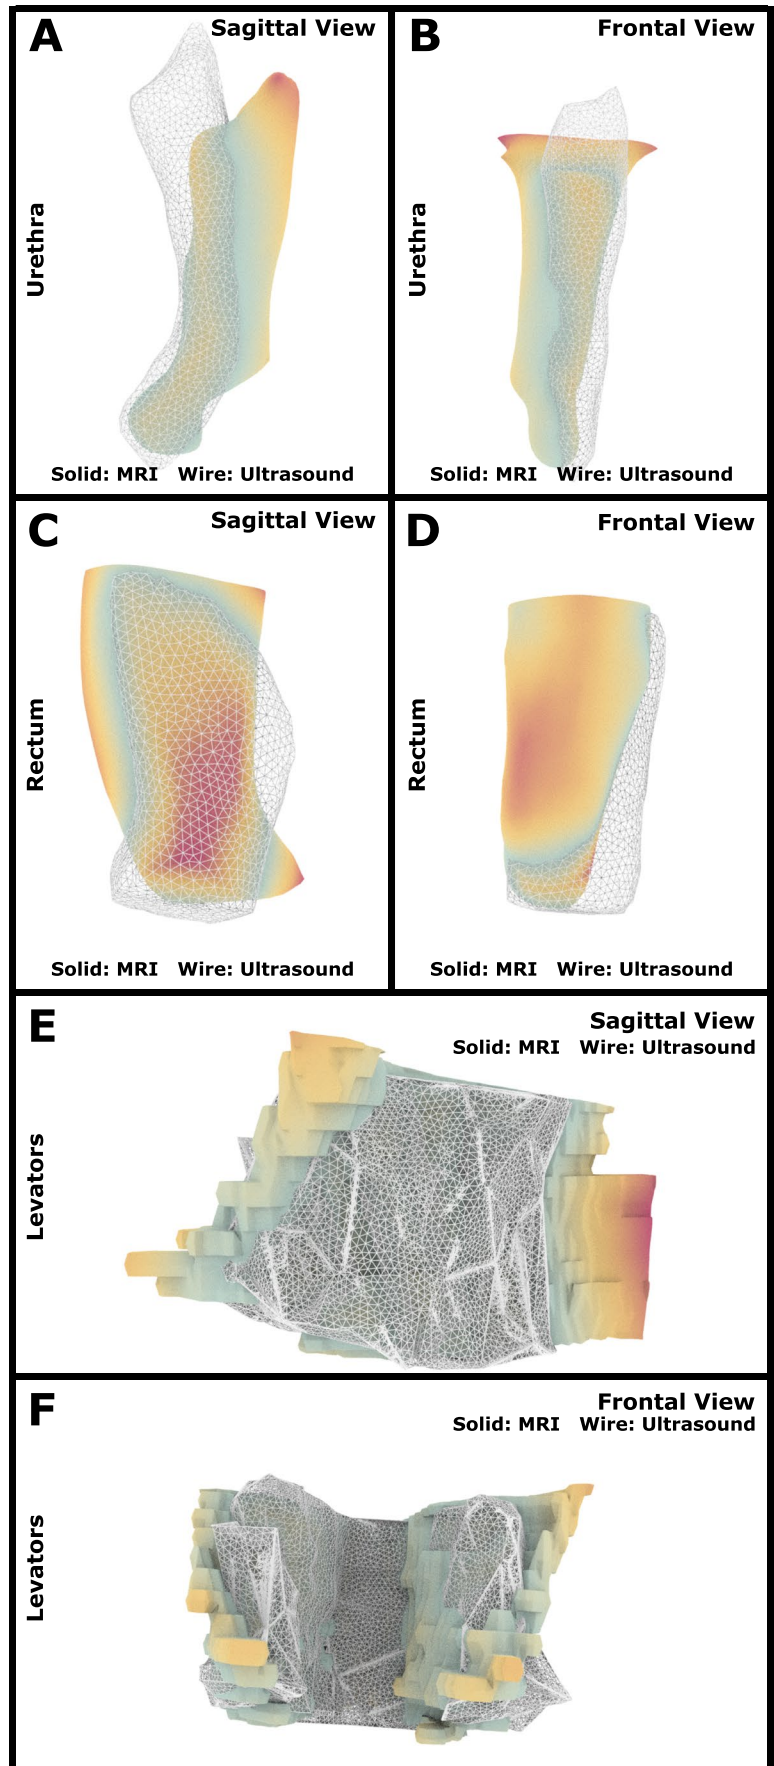 A
Sagittal View
Urethra
Solid: MRI Wire: Ultrasound
B
Frontal View
Urethra
Solid: MRI Wire: Ultrasound
C
Sagittal View
Rectum
Solid: MRI Wire: Ultrasound
D
Frontal View
Rectum
Solid: MRI Wire: Ultrasound
E
Sagittal View
Solid: MRI Wire: Ultrasound
Levators
F
Frontal View
Solid: MRI Wire: Ultrasound
Levators